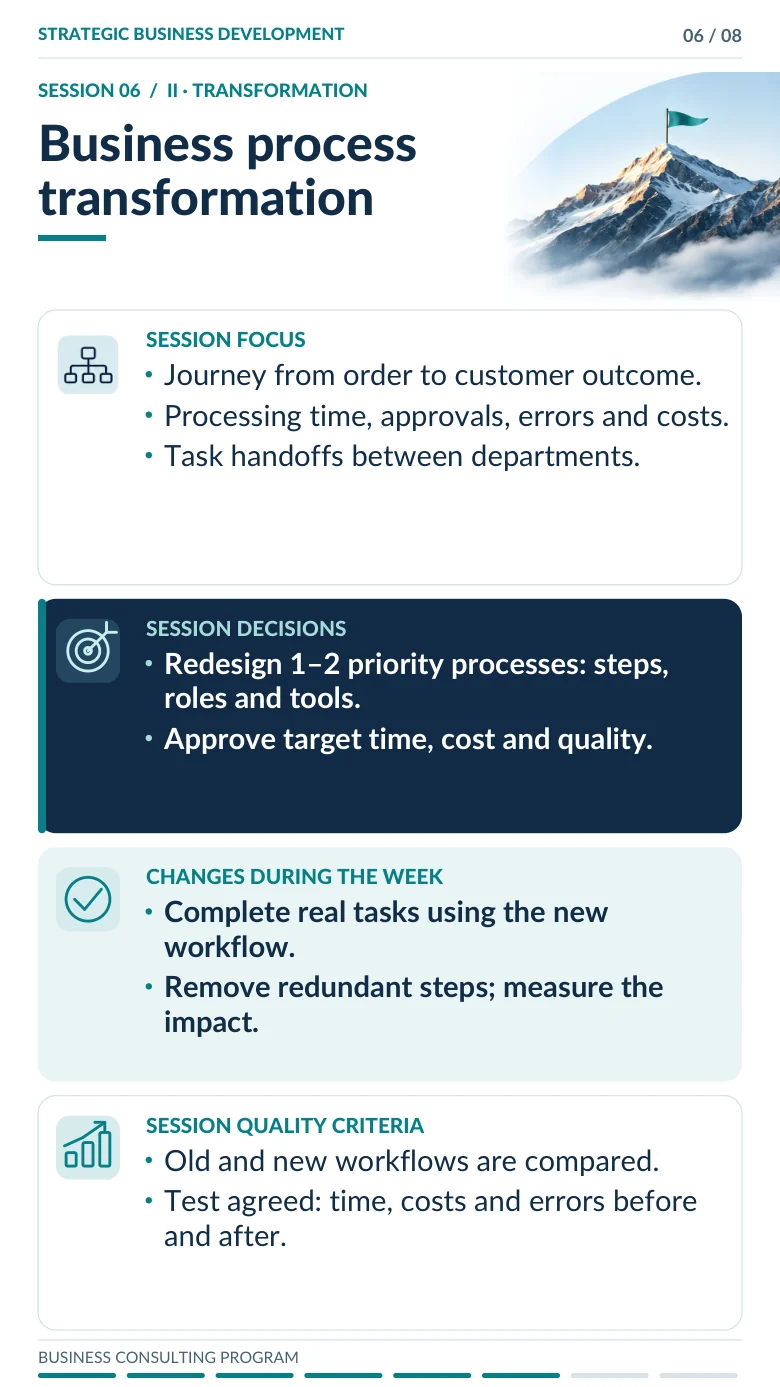 STRATEGIC BUSINESS DEVELOPMENT
06 / 08
SESSION 06 / II · TRANSFORMATION
Business process
transformation
SESSION FOCUS
• Journey from order to customer outcome.
• Processing time, approvals, errors and costs.
• Task handoffs between departments.
SESSION DECISIONS
• Redesign 1–2 priority processes: steps,
roles and tools.
• Approve target time, cost and quality.
CHANGES DURING THE WEEK
• Complete real tasks using the new
workflow.
• Remove redundant steps; measure the
impact.
SESSION QUALITY CRITERIA
• Old and new workflows are compared.
• Test agreed: time, costs and errors before
and after.
BUSINESS CONSULTING PROGRAM